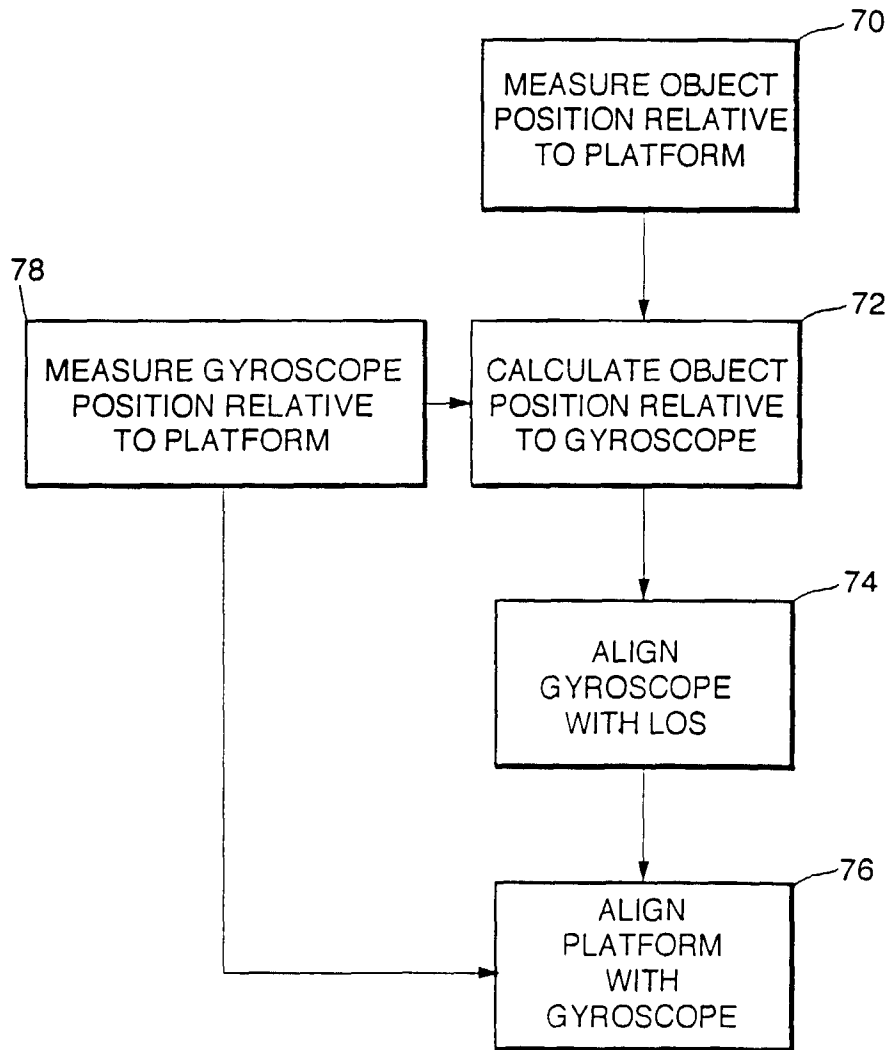 70
MEASURE OBJECT
POSITION RELATIVE
TO PLATFORM
78
MEASURE GYROSCOPE
POSITION RELATIVE
TO PLATFORM
72
CALCULATE OBJECT
POSITION RELATIVE
TO GYROSCOPE
74
ALIGN
GYROSCOPE
WITH LOS
76
ALIGN
PLATFORM
WITH
GYROSCOPE